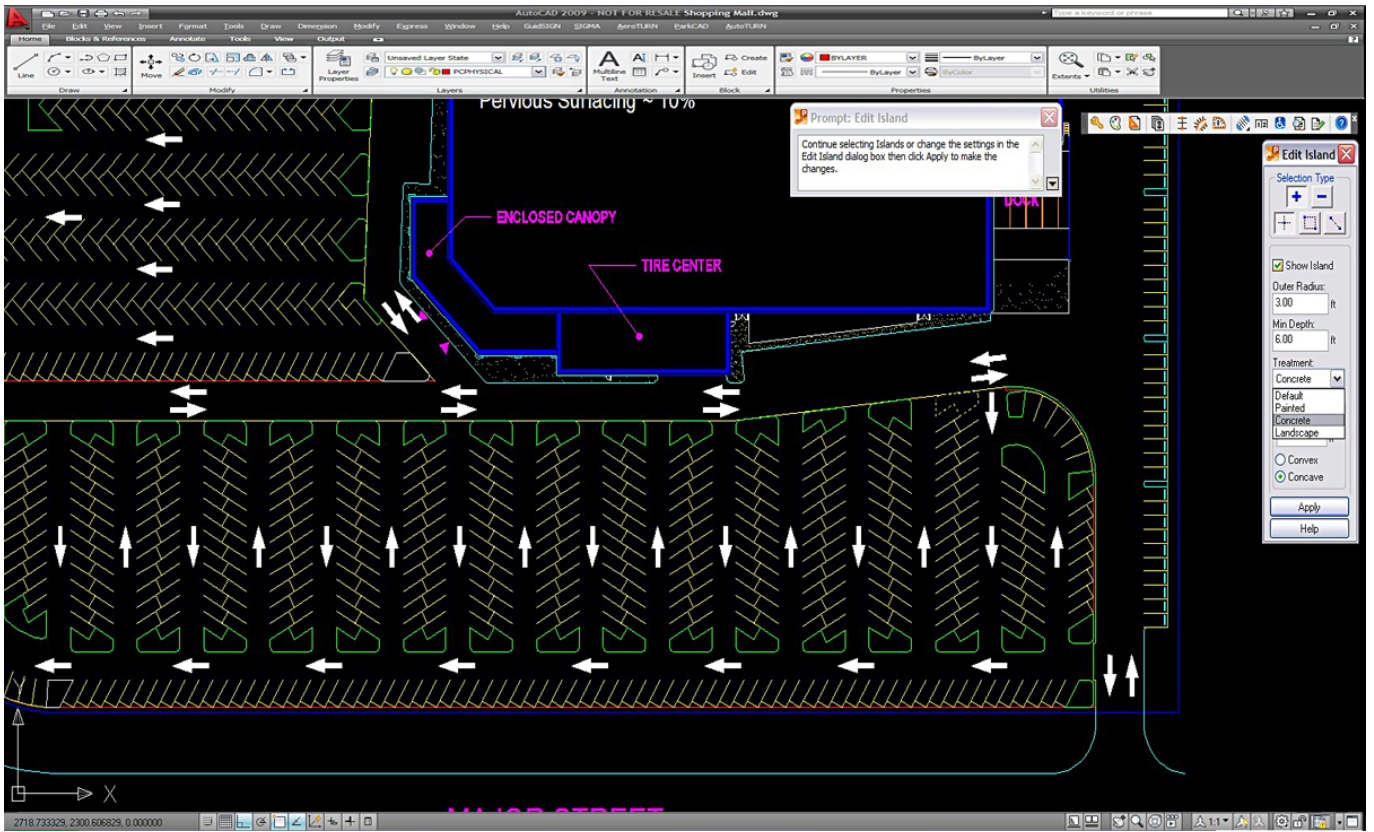 AutoCAD 2009 - NOT FOR RESALE Shopping Mall.dwg
Type a keyword or phrase
File Edit View Insert Format Tools Draw Dimension Modify Express Window Help GuidSIGN SIGMA AeroTURN ParkCAD AutoTURN
Home Blocks & References Annotate Tools View Output
Line
Move
Layer
Properties
Unsaved Layer State
PCPHYSICAL
A
Multiline
Text
Insert
Create
Edit
BYLAYER
ByLayer
ByLayer
ByColor
Extents
Draw
Modify
Layers
Annotation
Block
Properties
Utilities
Pervious Surfacing ~ 10%
Prompt: Edit Island
Continue selecting Islands or change the settings in the
Edit Island dialog box then click Apply to make the
changes.
DOCK
ENCLOSED CANOPY
TIRE CENTER
Edit Island
Selection Type
Show Island
Outer Radius:
3.00 ft
Min Depth:
6.00 ft
Treatment:
Concrete
Default
Painted
Concrete
Landscape
ft
Convex
Concave
Apply
Help
Y
X
MAJOR STREET
2718.733329, 2300.606829, 0.000000
1:1